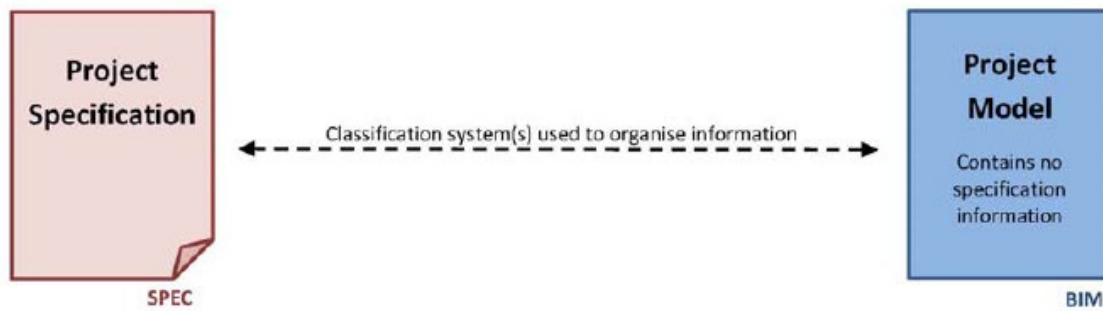 Project
Specification
SPEC
Classification system(s) used to organise information
Project
Model
Contains no
specification
information
BIM